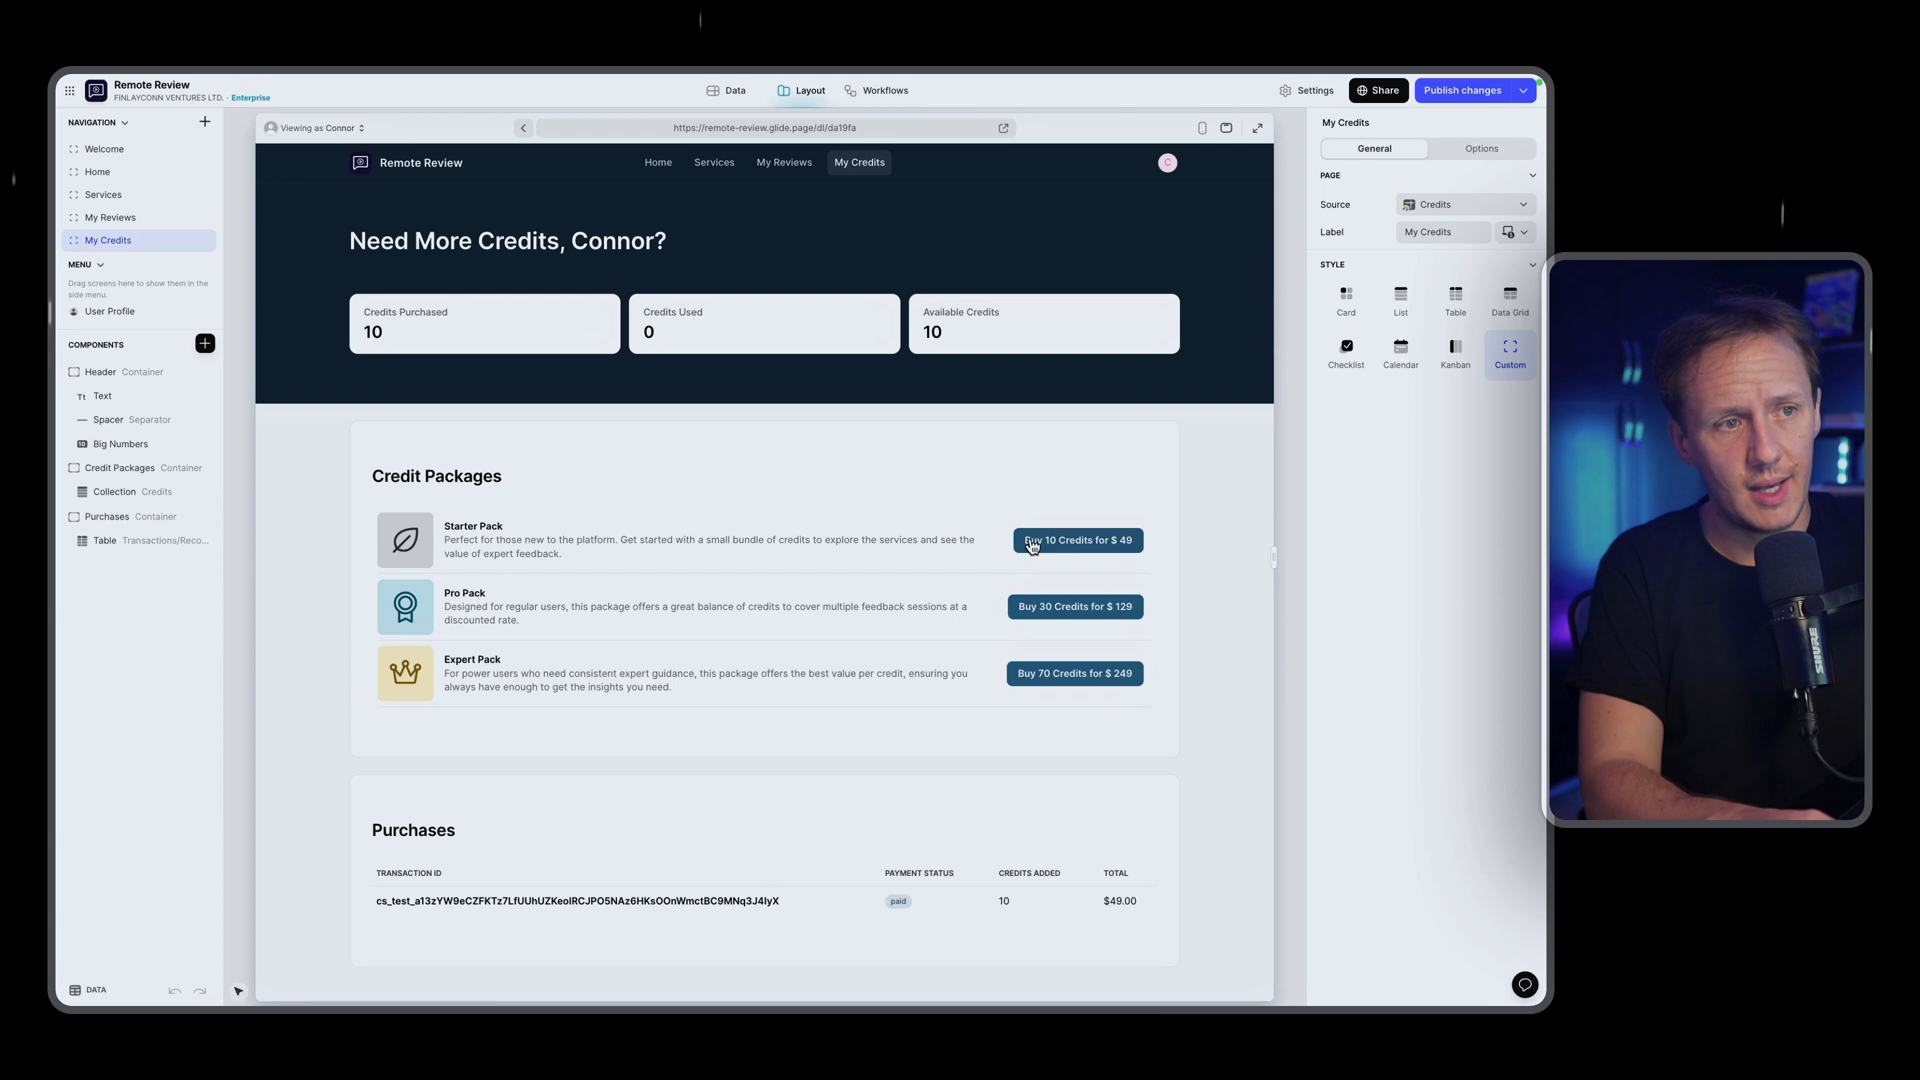 Remote Review
FINLAYCONN VENTURES LTD. · Enterprise
Data
Layout
Workflows
Settings
Share
Publish changes
NAVIGATION
Welcome
Home
Services
My Reviews
My Credits
MENU
Drag screens here to show them in the
side menu.
User Profile
COMPONENTS
Header Container
Tt Text
Spacer Separator
Big Numbers
Credit Packages Container
Collection Credits
Purchases Container
Table Transactions/Reco...
DATA
Viewing as Connor
https://remote-review.glide.page/dl/da19fa
Remote Review
Home
Services
My Reviews
My Credits
C
Need More Credits, Connor?
Credits Purchased
10
Credits Used
0
Available Credits
10
Credit Packages
Starter Pack
Perfect for those new to the platform. Get started with a small bundle of credits to explore the services and see the
value of expert feedback.
Buy 10 Credits for $ 49
Pro Pack
Designed for regular users, this package offers a great balance of credits to cover multiple feedback sessions at a
discounted rate.
Buy 30 Credits for $ 129
Expert Pack
For power users who need consistent expert guidance, this package offers the best value per credit, ensuring you
always have enough to get the insights you need.
Buy 70 Credits for $ 249
Purchases
TRANSACTION ID
PAYMENT STATUS
CREDITS ADDED
TOTAL
cs_test_a13zYW9eCZFKTz7LfUUhUZKeoIRCJPO5NAz6HKsOOnWmctBC9MNq3J4lyX
paid
10
$49.00
My Credits
General
Options
PAGE
Source
Credits
Label
My Credits
STYLE
Card
List
Table
Data Grid
Checklist
Calendar
Kanban
Custom
SHURE